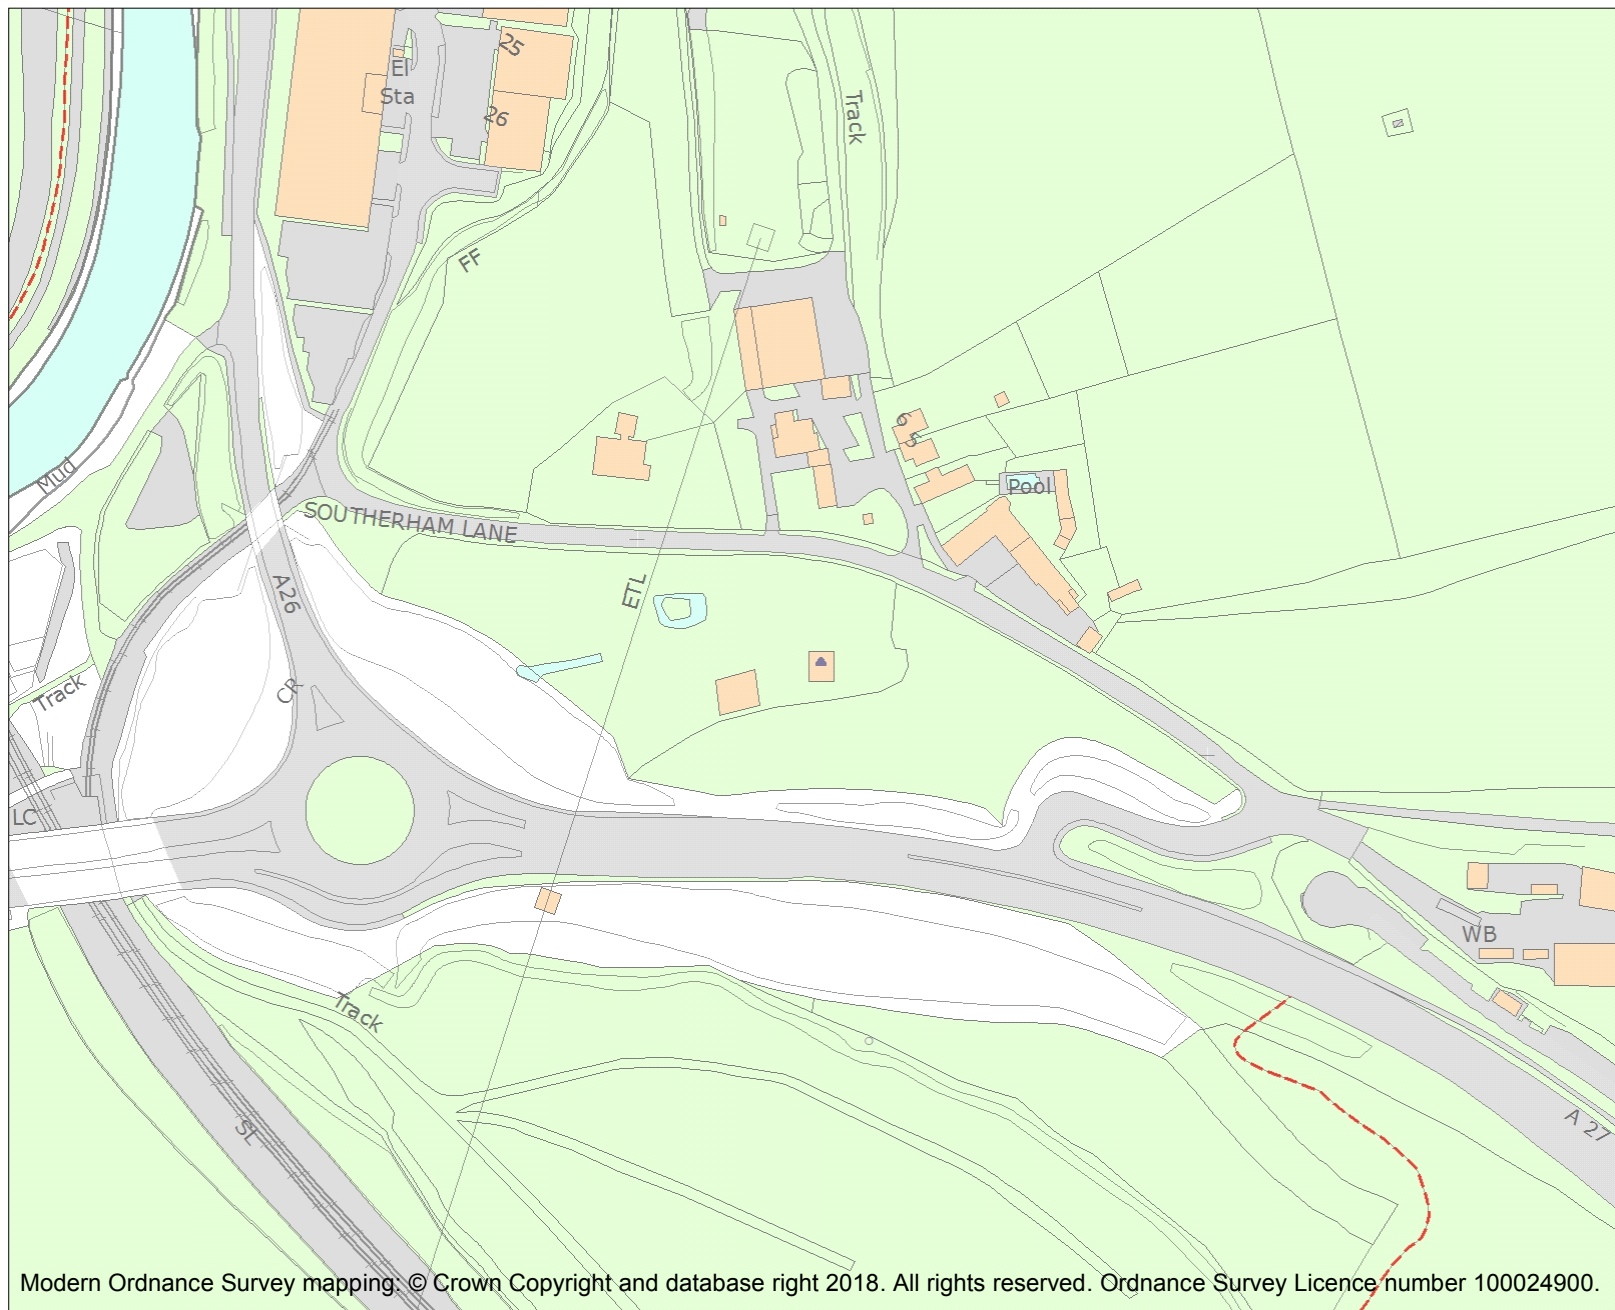 25
El
Sta
26
Track
FF
6
5
Pool
Mud
SOUTHERHAM LANE
A26
ETL
CR
Track
LC
WB
Track
SL
A 27
Modern Ordnance Survey mapping: © Crown Copyright and database right 2018. All rights reserved. Ordnance Survey Licence number 100024900.